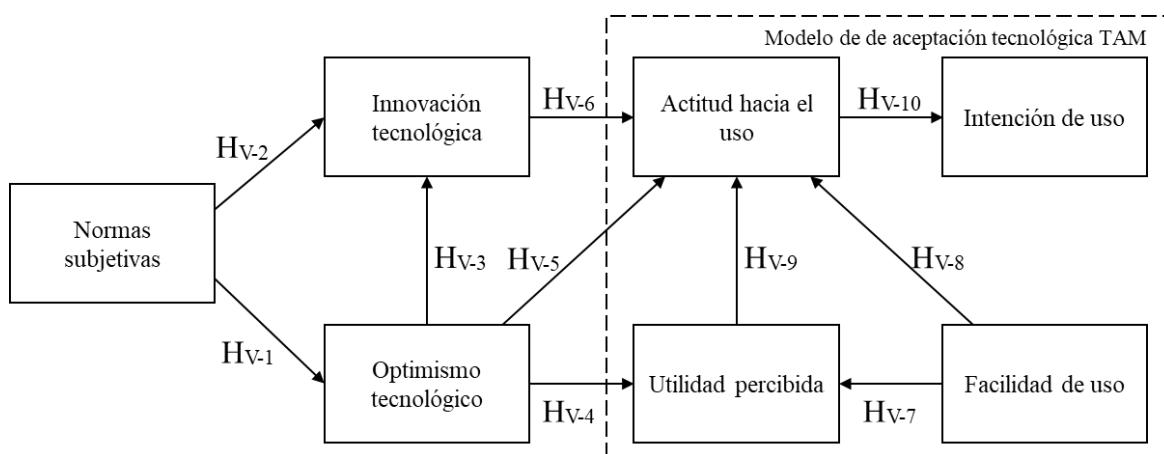 Modelo de de aceptación tecnológica TAM
Innovación
tecnológica
HV-6
Actitud hacia el
uso
HV-10
Intención de uso
HV-2
Normas
subjetivas
HV-3
HV-5
HV-9
HV-8
HV-1
Optimismo
tecnológico
HV-4
Utilidad percibida
HV-7
Facilidad de uso